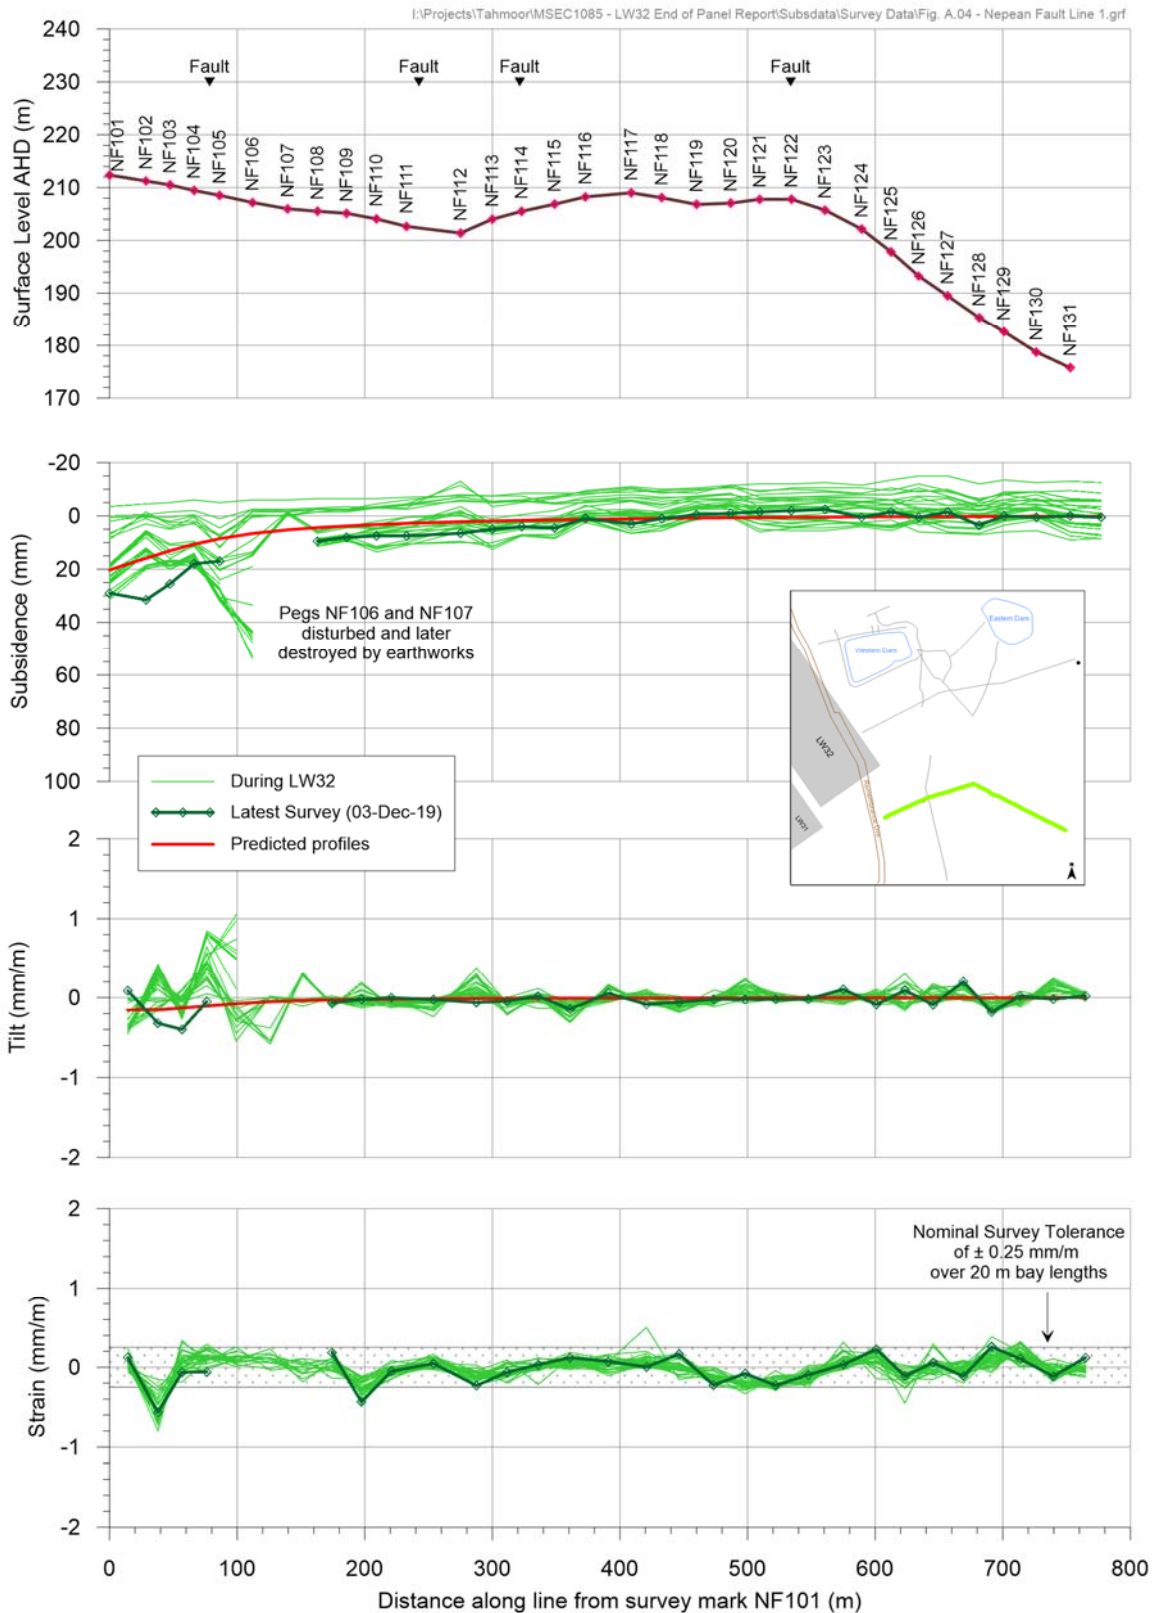 I:\Projects\Tahmoor\MSEC1085 - LW32 End of Panel Report\Subsdata\Survey Data\Fig. A.04 - Nepean Fault Line 1.grf
240
230
220
210
200
190
180
170
Surface Level AHD (m)
Fault
Fault
Fault
Fault
NF101
NF102
NF103
NF104
NF105
NF106
NF107
NF108
NF109
NF110
NF111
NF112
NF113
NF114
NF115
NF116
NF117
NF118
NF119
NF120
NF121
NF122
NF123
NF124
NF125
NF126
NF127
NF128
NF129
NF130
NF131
-20
0
20
40
60
80
100
Subsidence (mm)
Pegs NF106 and NF107
disturbed and later
destroyed by earthworks
Western Dam
Eastern Dam
LW32
LW31
During LW32
Latest Survey (03-Dec-19)
Predicted profiles
2
1
0
-1
-2
Tilt (mm/m)
2
1
0
-1
-2
Strain (mm/m)
Nominal Survey Tolerance
of ± 0.25 mm/m
over 20 m bay lengths
0
100
200
300
400
500
600
700
800
Distance along line from survey mark NF101 (m)